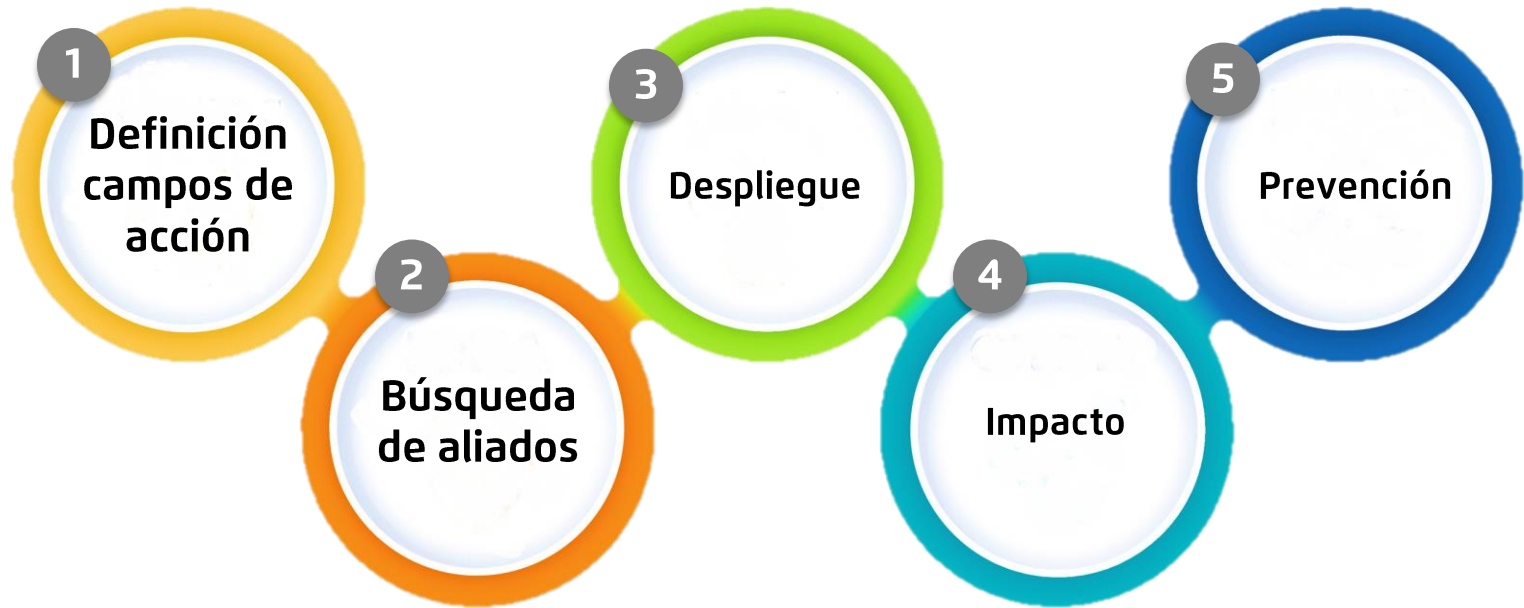 1
Definición
campos de
acción
2
Búsqueda
de aliados
3
Despliegue
4
Impacto
5
Prevención